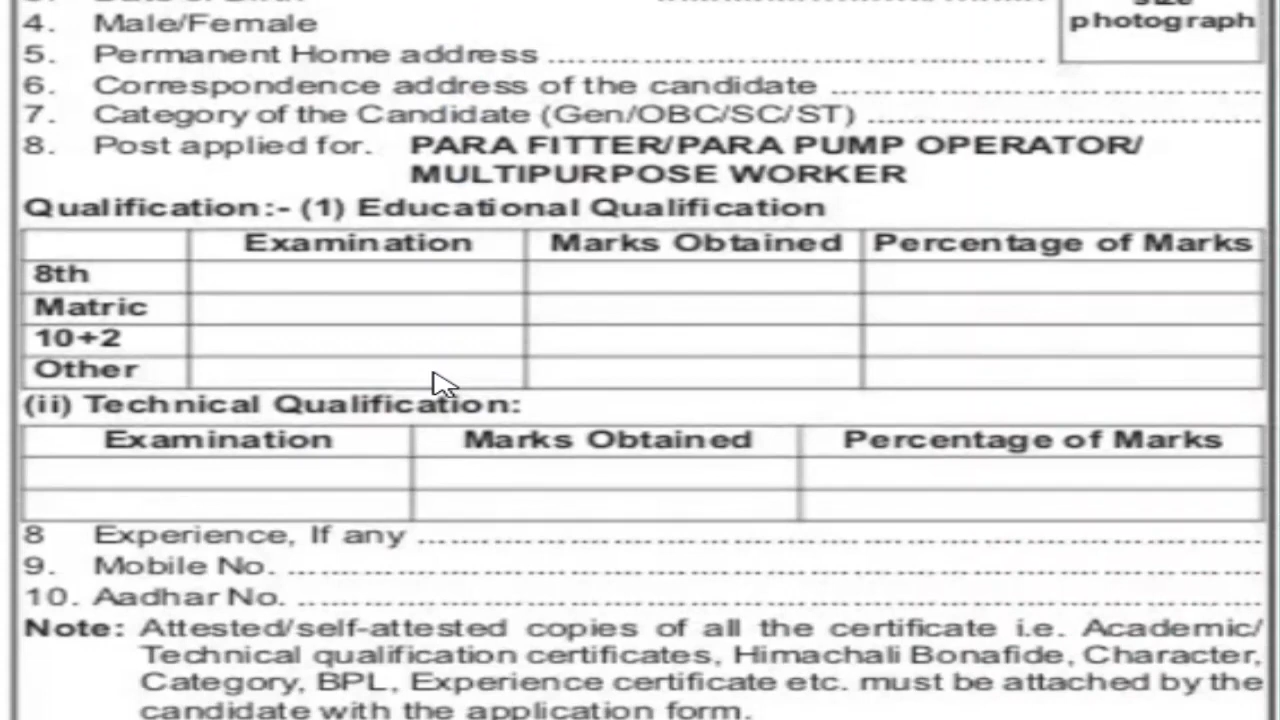 4. Male/Female
photograph
5. Permanent Home address ............................................
6. Correspondence address of the candidate ............................................
7. Category of the Candidate (Gen/OBC/SC/ST) ............................................
8. Post applied for. PARA FITTER/PARA PUMP OPERATOR/
MULTIPURPOSE WORKER
Qualification:- (1) Educational Qualification
Examination Marks Obtained Percentage of Marks
8th
Matric
10+2
Other
(ii) Technical Qualification:
Examination Marks Obtained Percentage of Marks
8 Experience, If any ............................................
9. Mobile No. ............................................
10. Aadhar No. ............................................
Note: Attested/self-attested copies of all the certificate i.e. Academic/
Technical qualification certificates, Himachali Bonafide, Character,
Category, BPL, Experience certificate etc. must be attached by the
candidate with the application form.